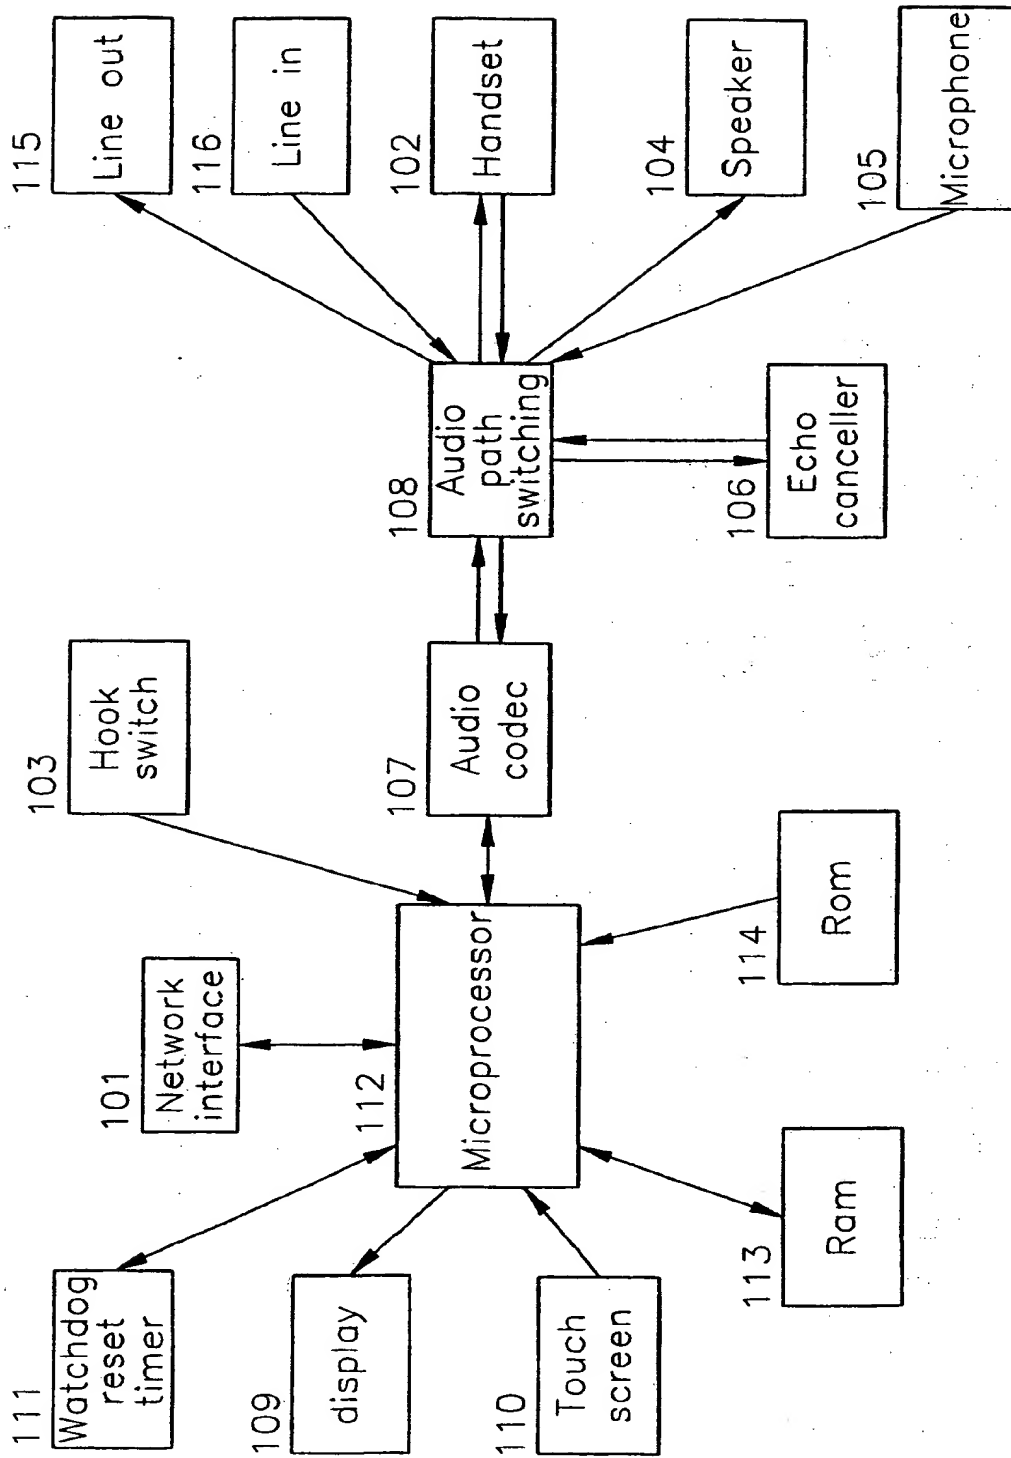 111
Watchdog
reset
timer
109
display
110
Touch
screen
101
Network
interface
112
Microprocessor
113
Ram
114
Rom
103
Hook
switch
107
Audio
codec
108
Audio
path
switching
106
Echo
canceller
115
Line out
116
Line in
102
Handset
104
Speaker
105
Microphone